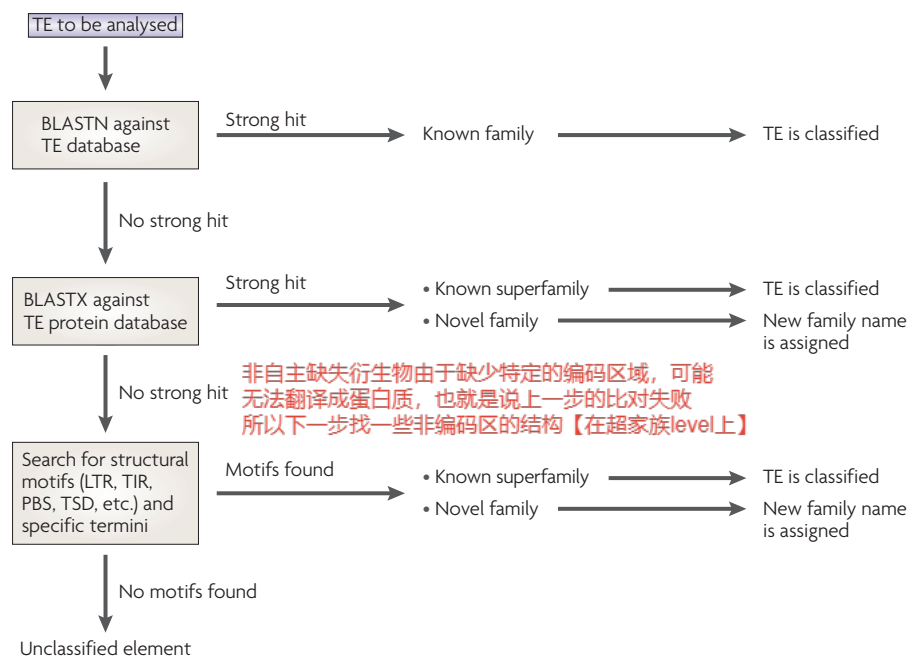 TE to be analysed
BLASTN against
TE database
Strong hit
Known family
TE is classified
No strong hit
BLASTX against
TE protein database
Strong hit
• Known superfamily
TE is classified
• Novel family
New family name
is assigned
No strong hit
非自主缺失衍生物由于缺少特定的编码区域，可能
无法翻译成蛋白质，也就是说上一步的比对失败
所以下一步找一些非编码区的结构【在超家族level上】
Search for structural
motifs (LTR, TIR,
PBS, TSD, etc.) and
specific termini
Motifs found
• Known superfamily
TE is classified
• Novel family
New family name
is assigned
No motifs found
Unclassified element